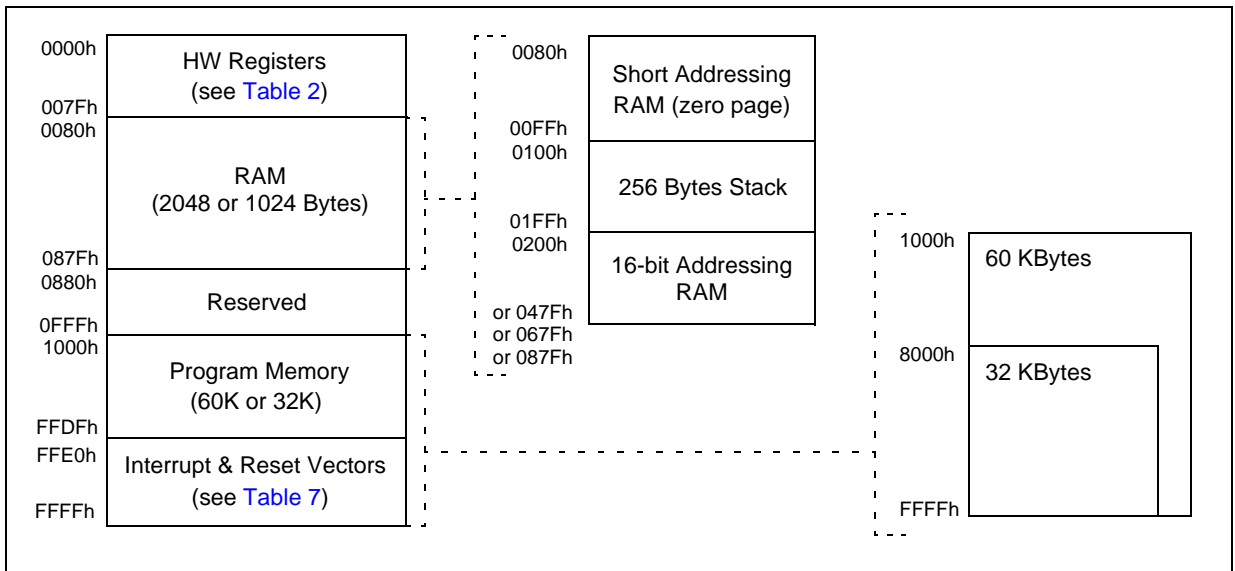 0000h
HW Registers
(see Table 2)
007Fh
0080h
RAM
(2048 or 1024 Bytes)
087Fh
0880h
Reserved
0FFFh
1000h
Program Memory
(60K or 32K)
FFDFh
FFE0h
Interrupt & Reset Vectors
(see Table 7)
FFFFh
0080h
Short Addressing
RAM (zero page)
00FFh
0100h
256 Bytes Stack
01FFh
0200h
16-bit Addressing
RAM
or 047Fh
or 067Fh
or 087Fh
1000h
60 KBytes
8000h
32 KBytes
FFFFh